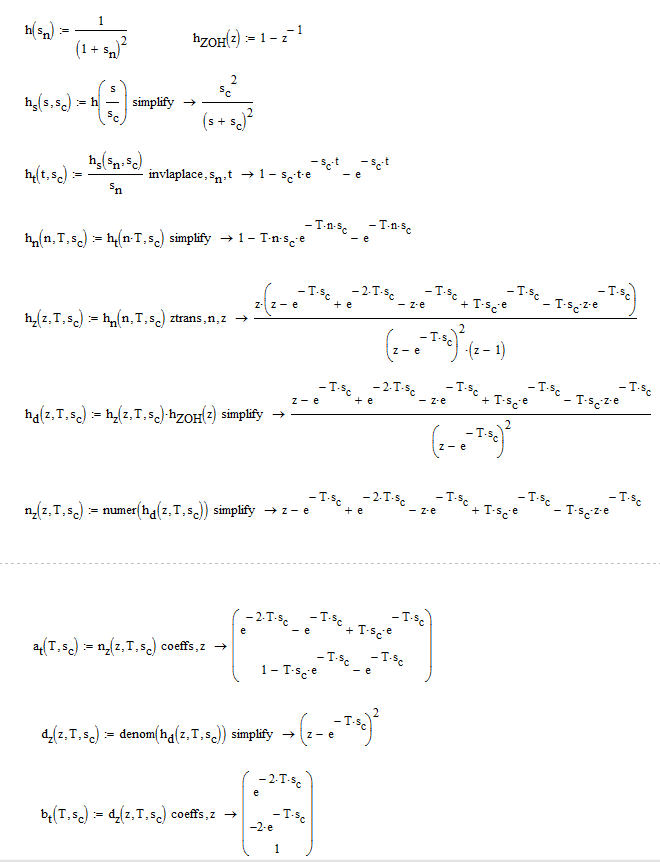 h(s_n) := 1/(1 + s_n)^2    h_ZOH(z) := 1 − z^−1
h_s(s,s_c) := h(s/s_c) simplify → s_c^2/(s + s_c)^2
h_t(t,s_c) := h_s(s_n,s_c)/s_n invlaplace,s_n,t → 1 − s_c·t·e^(−s_c·t) − e^(−s_c·t)
h_n(n,T,s_c) := h_t(n·T,s_c) simplify → 1 − T·n·s_c·e^(−T·n·s_c) − e^(−T·n·s_c)
h_z(z,T,s_c) := h_n(n,T,s_c) ztrans,n,z → z·(z − e^(−T·s_c) + e^(−2·T·s_c) − z·e^(−T·s_c) + T·s_c·e^(−T·s_c) − T·s_c·z·e^(−T·s_c))/((z − e^(−T·s_c))^2·(z − 1))
h_d(z,T,s_c) := h_z(z,T,s_c)·h_ZOH(z) simplify → (z − e^(−T·s_c) + e^(−2·T·s_c) − z·e^(−T·s_c) + T·s_c·e^(−T·s_c) − T·s_c·z·e^(−T·s_c))/(z − e^(−T·s_c))^2
n_z(z,T,s_c) := numer(h_d(z,T,s_c)) simplify → z − e^(−T·s_c) + e^(−2·T·s_c) − z·e^(−T·s_c) + T·s_c·e^(−T·s_c) − T·s_c·z·e^(−T·s_c)
a_t(T,s_c) := n_z(z,T,s_c) coeffs,z → (e^(−2·T·s_c) − e^(−T·s_c) + T·s_c·e^(−T·s_c)
1 − T·s_c·e^(−T·s_c) − e^(−T·s_c))
d_z(z,T,s_c) := denom(h_d(z,T,s_c)) simplify → (z − e^(−T·s_c))^2
b_t(T,s_c) := d_z(z,T,s_c) coeffs,z → (e^(−2·T·s_c)
−2·e^(−T·s_c)
1)